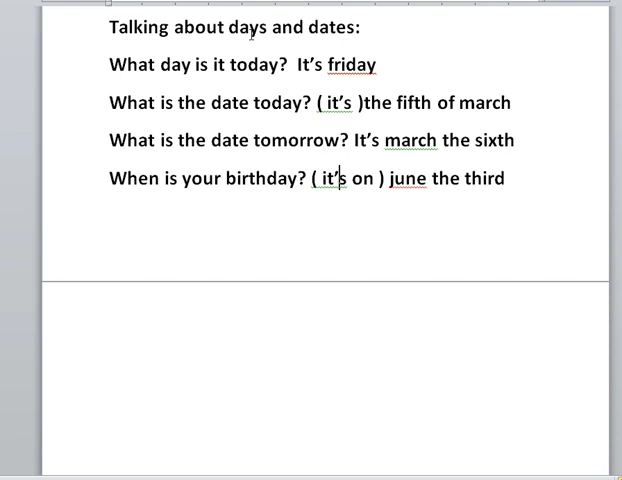 Talking about days and dates:
What day is it today?  It’s friday
What is the date today? ( it’s )the fifth of march
What is the date tomorrow? It’s march the sixth
When is your birthday? ( it’s on ) june the third